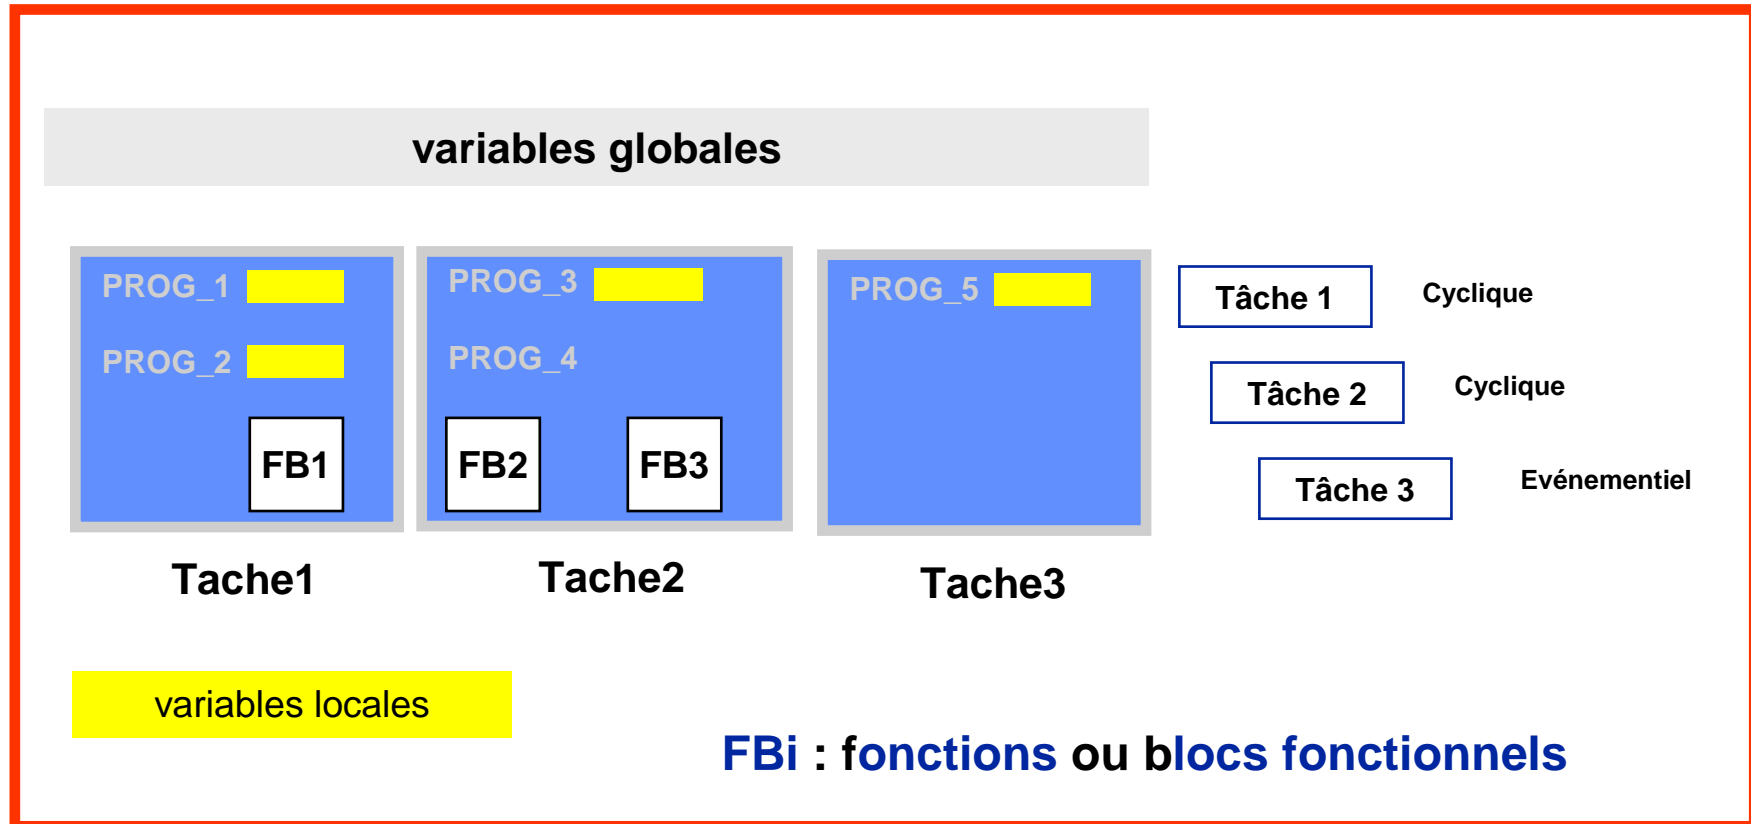 variables globales
PROG_1
PROG_2
FB1
Tache1
PROG_3
PROG_4
FB2
FB3
Tache2
PROG_5
Tache3
Tâche 1
Cyclique
Tâche 2
Cyclique
Tâche 3
Evénementiel
variables locales
FBi : fonctions ou blocs fonctionnels